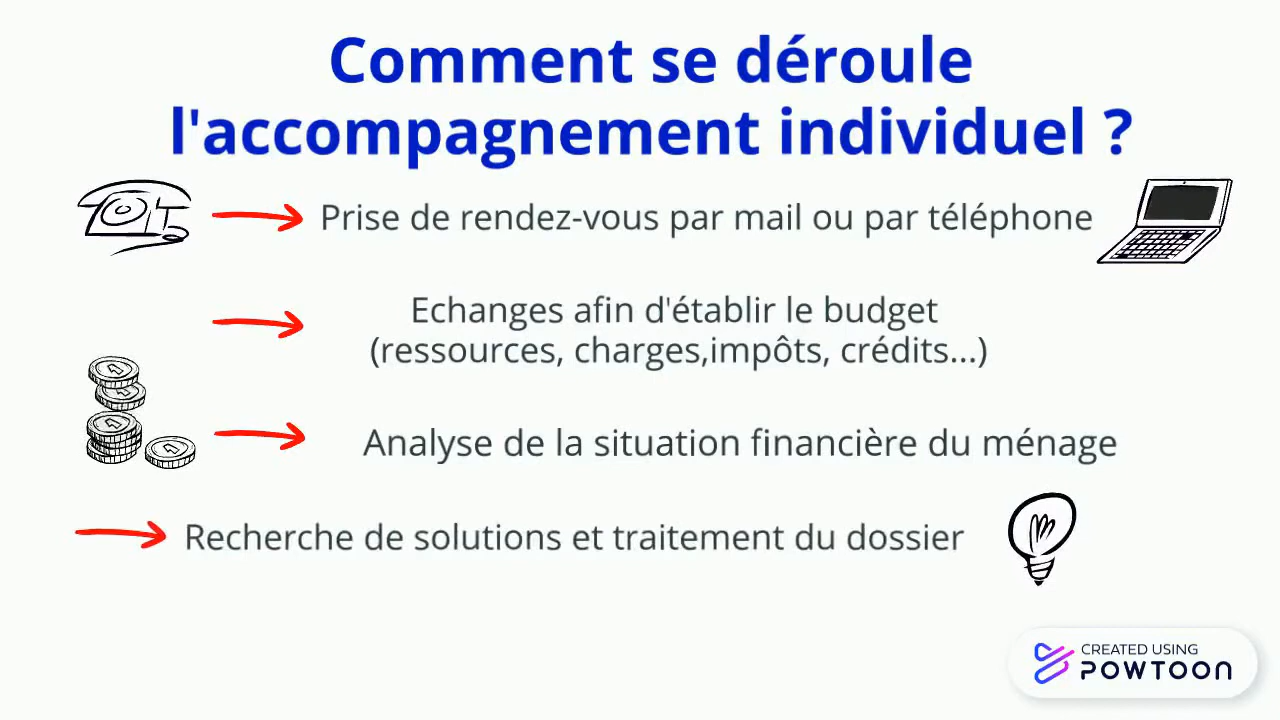 Comment se déroule
l'accompagnement individuel ?
Prise de rendez-vous par mail ou par téléphone
Echanges afin d'établir le budget
(ressources, charges,impôts, crédits...)
Analyse de la situation financière du ménage
Recherche de solutions et traitement du dossier
CREATED USING
POWTOON